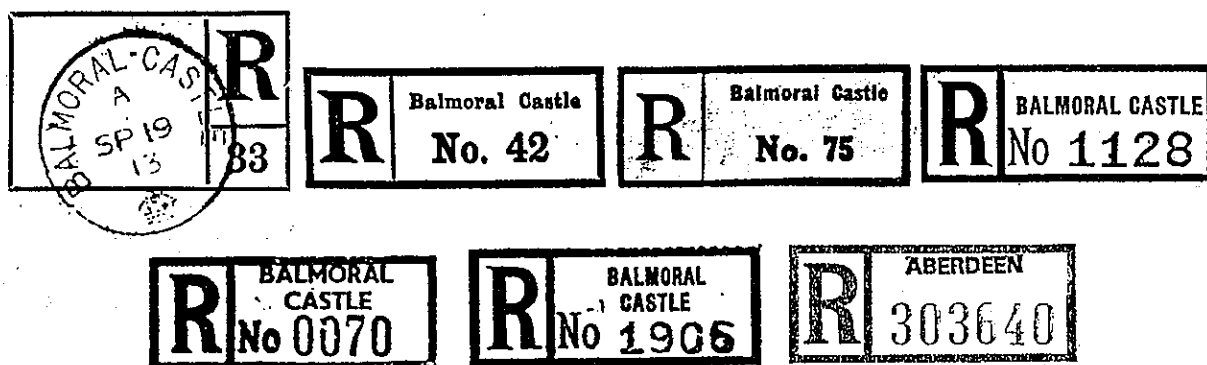 R
BALMORAL-CASTLE
A
SP 19
13
83
R
Balmoral Castle
No. 42
R
Balmoral Castle
No. 75
R
BALMORAL CASTLE
No 1128
R
BALMORAL
CASTLE
No 0070
R
BALMORAL
CASTLE
No 1906
R
ABERDEEN
303640